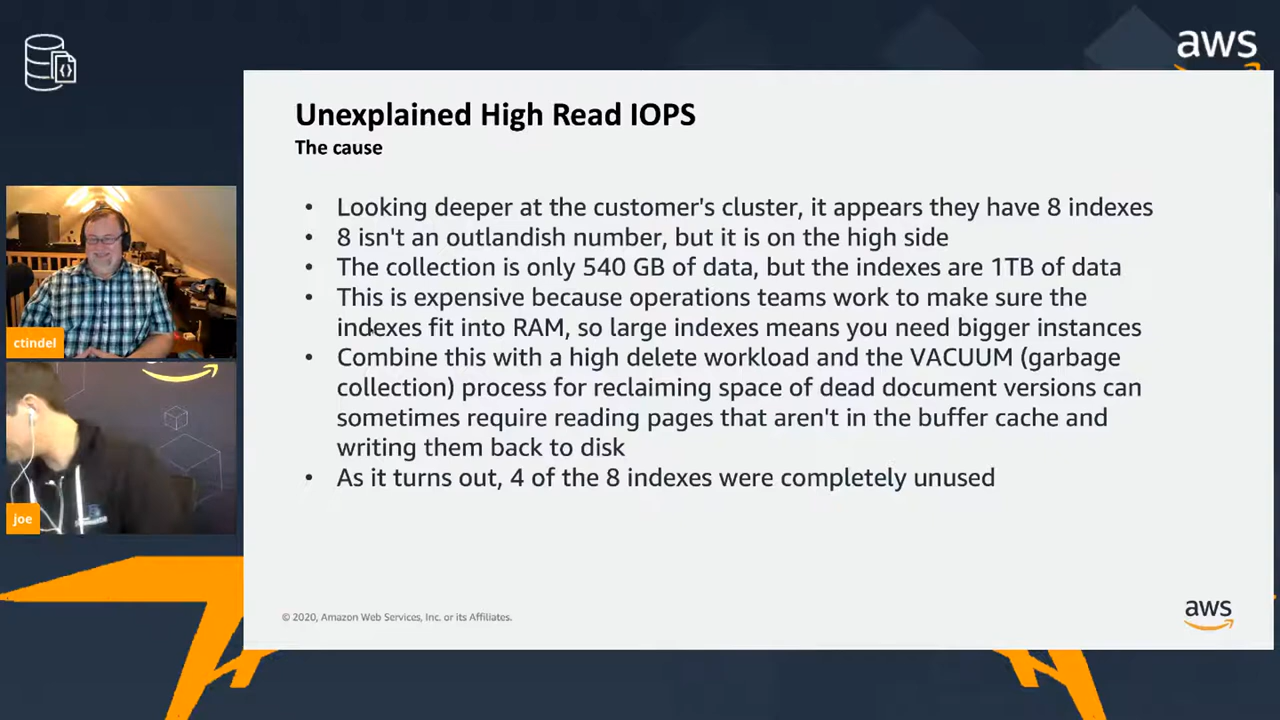 aws
Unexplained High Read IOPS
The cause
• Looking deeper at the customer's cluster, it appears they have 8 indexes
• 8 isn't an outlandish number, but it is on the high side
• The collection is only 540 GB of data, but the indexes are 1TB of data
• This is expensive because operations teams work to make sure the
indexes fit into RAM, so large indexes means you need bigger instances
• Combine this with a high delete workload and the VACUUM (garbage
collection) process for reclaiming space of dead document versions can
sometimes require reading pages that aren't in the buffer cache and
writing them back to disk
• As it turns out, 4 of the 8 indexes were completely unused
ctindel
joe
© 2020, Amazon Web Services, Inc. or its Affiliates.
aws